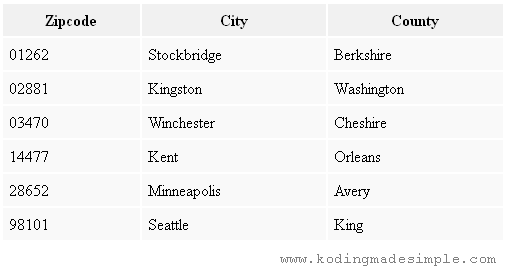 Zipcode City County
01262 Stockbridge Berkshire
02881 Kingston Washington
03470 Winchester Cheshire
14477 Kent Orleans
28652 Minneapolis Avery
98101 Seattle King
www.kodingmadesimple.com